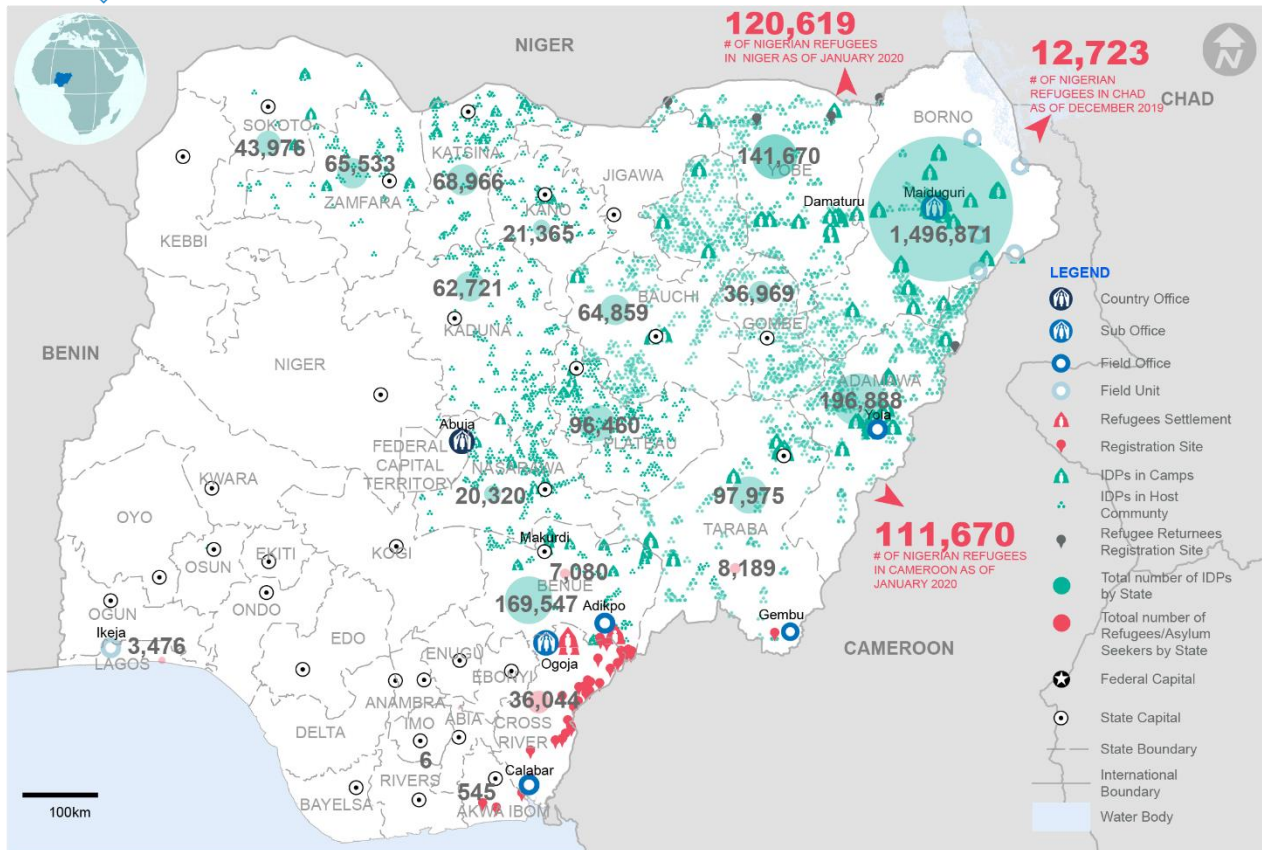 120,619
# OF NIGERIAN REFUGEES
IN NIGER AS OF JANUARY 2020
12,723
# OF NIGERIAN
REFUGEES IN CHAD
AS OF DECEMBER 2019
N
NIGER
CHAD
BORNO
SOKOTO
43,976
65,533
ZAMFARA
KATSINA
68,966
KANO
21,365
JIGAWA
141,670
YOBE
Damaturu
Maiduguri
1,496,871
KEBBI
62,721
KADUNA
64,859
BAUCHI
36,969
GOMBE
BENIN
NIGER
ADAMAWA
196,888
Yola
Abuja
FEDERAL
CAPITAL
TERRITORY
96,460
PLATEAU
NASARAWA
20,320
97,975
TARABA
111,670
# OF NIGERIAN REFUGEES
IN CAMEROON AS OF
JANUARY 2020
KWARA
OYO
OSUN
EKITI
KOGI
Makurdi
7,080
BENUE
169,547
8,189
Adikpo
Gembu
CAMEROON
OGUN
Ikeja
3,476
LAGOS
ONDO
EDO
ENUGU
EBONYI
Ogoja
36,044
ANAMBRA
IMO
ABIA
CROSS
RIVER
DELTA
6
RIVERS
BAYELSA
545
AKWA IBOM
Calabar
100km
LEGEND
Country Office
Sub Office
Field Office
Field Unit
Refugees Settlement
Registration Site
IDPs in Camps
IDPs in Host
Community
Refugee Returnees
Registration Site
Total number of IDPs
by State
Totoal number of
Refugees/Asylum
Seekers by State
Federal Capital
State Capital
State Boundary
International
Boundary
Water Body